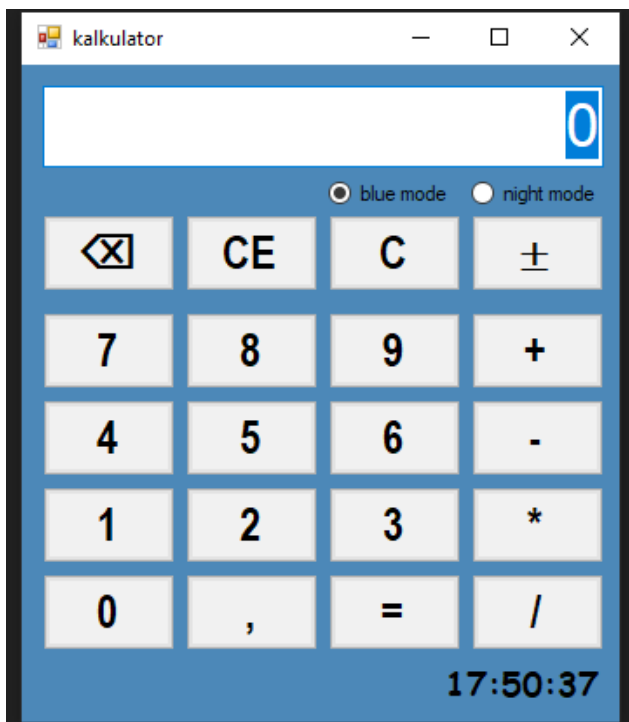 kalkulator
0
blue mode night mode
⌫ CE C ±
7 8 9 +
4 5 6 -
1 2 3 *
0 , = /
17:50:37